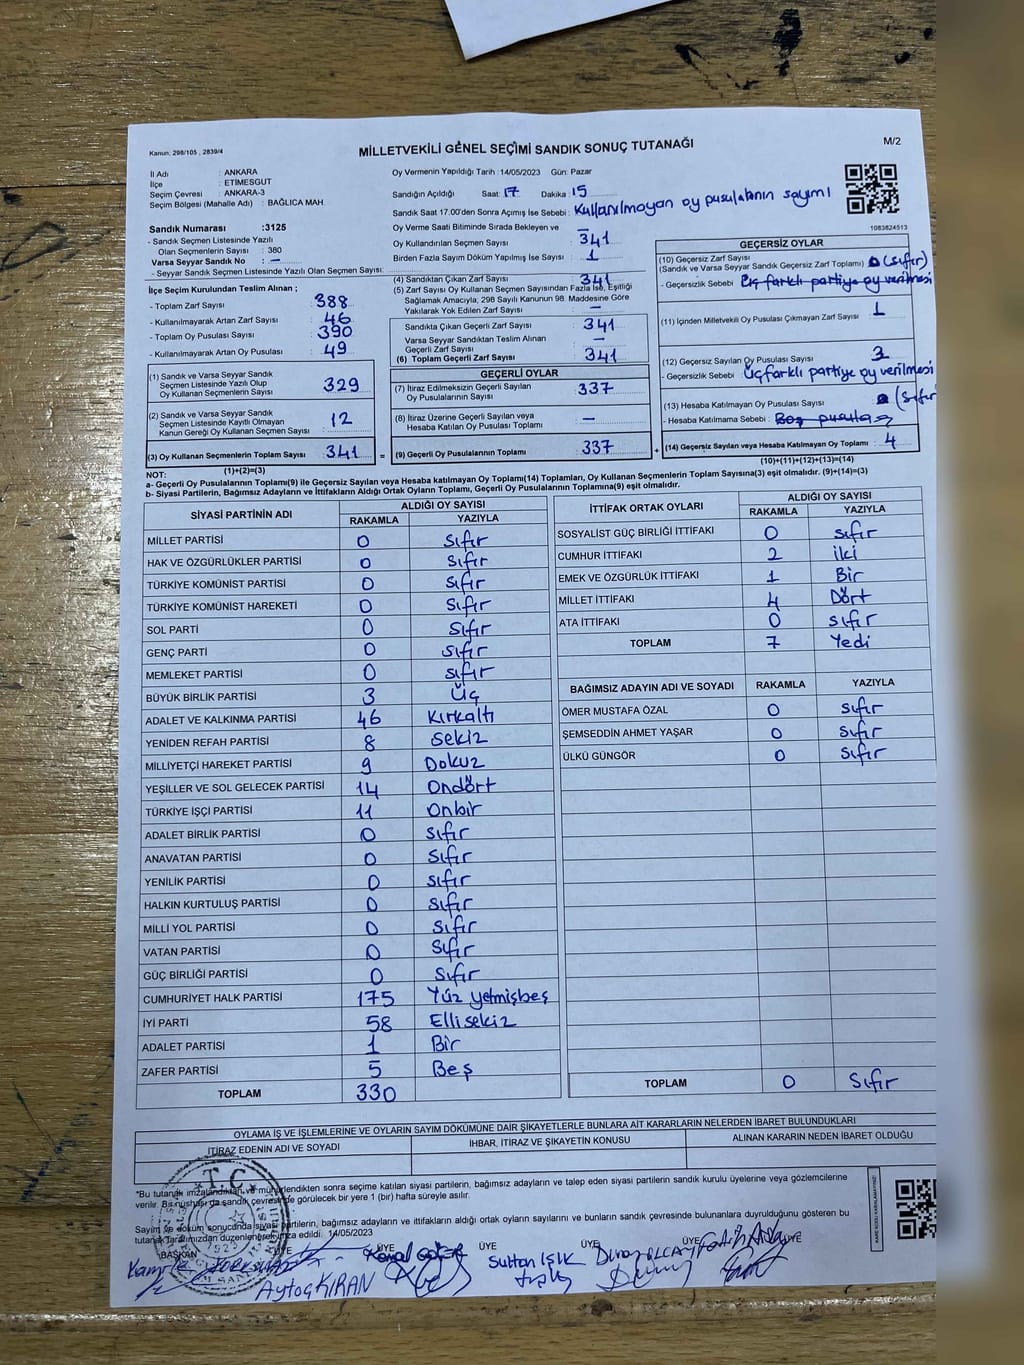 Kanun; 298/105 , 2839/4
MİLLETVEKİLİ GENEL SEÇİMİ SANDIK SONUÇ TUTANAĞI
M/2
İl Adı : ANKARA
İlçe : ETİMESGUT
Seçim Çevresi : ANKARA-3
Seçim Bölgesi (Mahalle Adı) : BAĞLICA MAH.
Oy Vermenin Yapıldığı Tarih :14/05/2023 Gün: Pazar
Sandığın Açıldığı Saat: 17 Dakika : 15
Sandık Saat 17.00'den Sonra Açımış İse Sebebi : Kullanılmayan oy pusulalarının sayımı
1083824513
Sandık Numarası :3125
- Sandık Seçmen Listesinde Yazılı
Olan Seçmenlerin Sayısı : 380
Varsa Seyyar Sandık No : —
- Seyyar Sandık Seçmen Listesinde Yazılı Olan Seçmen Sayısı:
Oy Verme Saati Bitiminde Sırada Bekleyen ve
Oy Kullandırılan Seçmen Sayısı : 341
Birden Fazla Sayım Döküm Yapılmış İse Sayısı : 1
İlçe Seçim Kurulundan Teslim Alınan ;
- Toplam Zarf Sayısı : 388
- Kullanılmayarak Artan Zarf Sayısı : 46
- Toplam Oy Pusulası Sayısı : 390
- Kullanılmayarak Artan Oy Pusulası : 49
(1) Sandık ve Varsa Seyyar Sandık
Seçmen Listesinde Yazılı Olup
Oy Kullanan Seçmenlerin Sayısı : 329
(2) Sandık ve Varsa Seyyar Sandık
Seçmen Listesinde Kayıtlı Olmayan
Kanun Gereği Oy Kullanan Seçmen Sayısı : 12
(3) Oy Kullanan Seçmenlerin Toplam Sayısı : 341
(1)+(2)=(3)
(4) Sandıktan Çıkan Zarf Sayısı : 341
(5) Zarf Sayısı Oy Kullanan Seçmen Sayısından Fazla İse, Eşitliği
Sağlamak Amacıyla, 298 Sayılı Kanunun 98. Maddesine Göre
Yakılarak Yok Edilen Zarf Sayısı : —
Sandıkta Çıkan Geçerli Zarf Sayısı : 341
Varsa Seyyar Sandıktan Teslim Alınan
Geçerli Zarf Sayısı : —
(6) Toplam Geçerli Zarf Sayısı : 341
GEÇERLİ OYLAR
(7) İtiraz Edilmeksizin Geçerli Sayılan
Oy Pusulalarının Sayısı : 337
(8) İtiraz Üzerine Geçerli Sayılan veya
Hesaba Katılan Oy Pusulası Toplamı : —
= (9) Geçerli Oy Pusulalarının Toplamı : 337
GEÇERSİZ OYLAR
(10) Geçersiz Zarf Sayısı
(Sandık ve Varsa Seyyar Sandık Geçersiz Zarf Toplamı) : (sıfır)
- Geçersizlik Sebebi : Üç farklı partiye oy verilmesi
(11) İçinden Milletvekili Oy Pusulası Çıkmayan Zarf Sayısı : 1
(12) Geçersiz Sayılan Oy Pusulası Sayısı : 3
- Geçersizlik Sebebi : Üç farklı partiye oy verilmesi
(13) Hesaba Katılmayan Oy Pusulası Sayısı : (sıfır
- Hesaba Katılmama Sebebi : Boş pusula
+ (14) Geçersiz Sayılan veya Hesaba Katılmayan Oy Toplamı : 4
(10)+(11)+(12)+(13)=(14)
NOT:
a- Geçerli Oy Pusulalarının Toplamı(9) ile Geçersiz Sayılan veya Hesaba katılmayan Oy Toplamı(14) Toplamları, Oy Kullanan Seçmenlerin Toplam Sayısına(3) eşit olmalıdır. (9)+(14)=(3)
b- Siyasi Partilerin, Bağımsız Adayların ve İttifakların Aldığı Ortak Oyların Toplamı, Geçerli Oy Pusulalarının Toplamına(9) eşit olmalıdır.
SİYASİ PARTİNİN ADI ALDIĞI OY SAYISI
RAKAMLA YAZIYLA
MİLLET PARTİSİ 0 sıfır
HAK VE ÖZGÜRLÜKLER PARTİSİ 0 sıfır
TÜRKİYE KOMÜNİST PARTİSİ 0 sıfır
TÜRKİYE KOMÜNİST HAREKETİ 0 sıfır
SOL PARTİ 0 sıfır
GENÇ PARTİ 0 sıfır
MEMLEKET PARTİSİ 0 sıfır
BÜYÜK BİRLİK PARTİSİ 3 Üç
ADALET VE KALKINMA PARTİSİ 46 Kırkaltı
YENİDEN REFAH PARTİSİ 8 sekiz
MİLLİYETÇİ HAREKET PARTİSİ 9 Dokuz
YEŞİLLER VE SOL GELECEK PARTİSİ 14 Ondört
TÜRKİYE İŞÇİ PARTİSİ 11 Onbir
ADALET BİRLİK PARTİSİ 0 sıfır
ANAVATAN PARTİSİ 0 sıfır
YENİLİK PARTİSİ 0 sıfır
HALKIN KURTULUŞ PARTİSİ 0 sıfır
MİLLİ YOL PARTİSİ 0 sıfır
VATAN PARTİSİ 0 sıfır
GÜÇ BİRLİĞİ PARTİSİ 0 sıfır
CUMHURİYET HALK PARTİSİ 175 Yüz yetmişbeş
İYİ PARTİ 58 Ellisekiz
ADALET PARTİSİ 1 Bir
ZAFER PARTİSİ 5 Beş
TOPLAM 330
İTTİFAK ORTAK OYLARI ALDIĞI OY SAYISI
RAKAMLA YAZIYLA
SOSYALİST GÜÇ BİRLİĞİ İTTİFAKI 0 sıfır
CUMHUR İTTİFAKI 2 iki
EMEK VE ÖZGÜRLÜK İTTİFAKI 1 Bir
MİLLET İTTİFAKI 4 Dört
ATA İTTİFAKI 0 sıfır
TOPLAM 7 Yedi
BAĞIMSIZ ADAYIN ADI VE SOYADI RAKAMLA YAZIYLA
ÖMER MUSTAFA ÖZAL 0 sıfır
ŞEMSEDDİN AHMET YAŞAR 0 sıfır
ÜLKÜ GÜNGÖR 0 sıfır
TOPLAM 0 Sıfır
OYLAMA İŞ VE İŞLEMLERİNE VE OYLARIN SAYIM DÖKÜMÜNE DAİR ŞİKAYETLERLE BUNLARA AİT KARARLARIN NELERDEN İBARET BULUNDUKLARI
İTİRAZ EDENİN ADI VE SOYADI İHBAR, İTİRAZ VE ŞİKAYETİN KONUSU ALINAN KARARIN NEDEN İBARET OLDUĞU
*Bu tutanak imzalandıktan ve mühürlendikten sonra seçime katılan siyasi partilerin, bağımsız adayların ve talep eden siyasi partilerin sandık kurulu üyelerine veya gözlemcilerine
verilir. Bir nüshası da sandık çevresinde görülecek bir yere 1 (bir) hafta süreyle asılır.
Sayım ve döküm sonucunda siyasi partilerin, bağımsız adayların ve ittifakların aldığı ortak oyların sayılarını ve bunların sandık çevresinde bulunanlara duyrulduğunu gösteren bu
tutanak Tarafımızdan düzenlenerek imza edildi. 14/05/2023
BAŞKAN ÜYE ÜYE ÜYE ÜYE
Aytaç KIRAN Sultan IŞIK
T.C.
1923